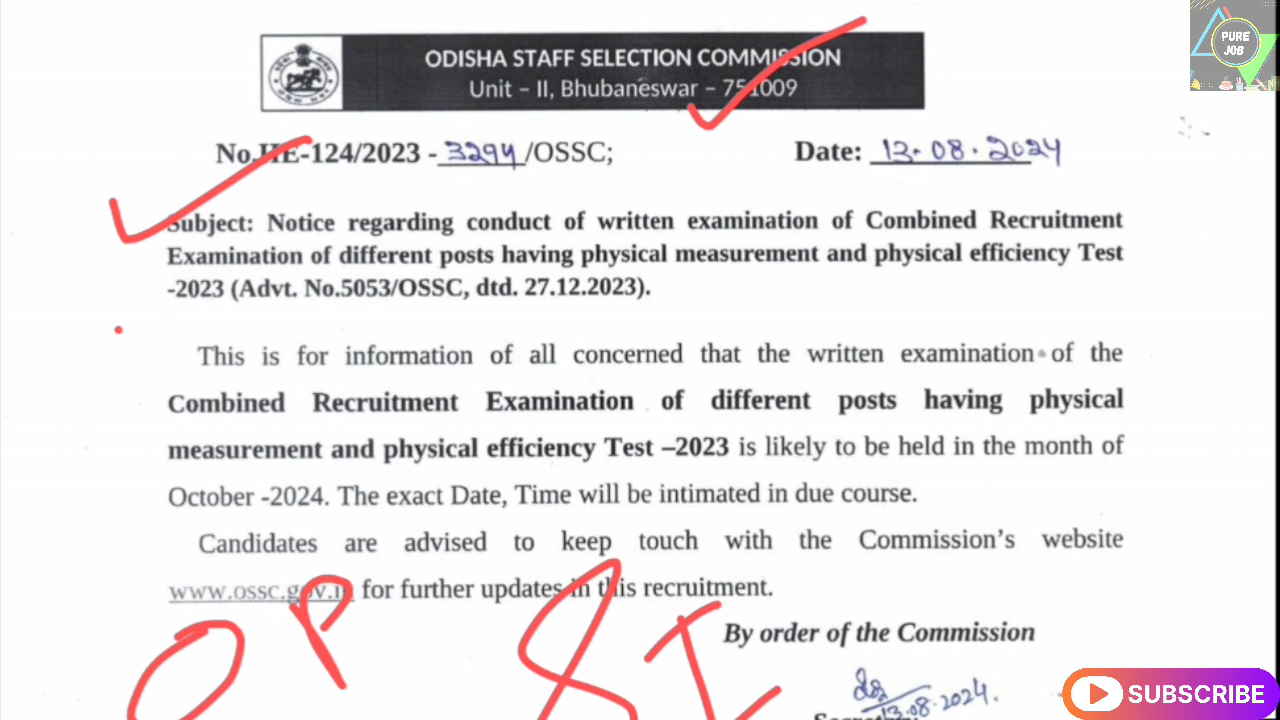 PURE
JOB
ODISHA STAFF SELECTION COMMISSION
Unit – II, Bhubaneswar – 751009
No.IIE-124/2023 -3294/OSSC;
Date: 13.08.2024
Subject: Notice regarding conduct of written examination of Combined Recruitment
Examination of different posts having physical measurement and physical efficiency Test
-2023 (Advt. No.5053/OSSC, dtd. 27.12.2023).
This is for information of all concerned that the written examination of the
Combined Recruitment Examination of different posts having physical
measurement and physical efficiency Test –2023 is likely to be held in the month of
October -2024. The exact Date, Time will be intimated in due course.
Candidates are advised to keep touch with the Commission's website
www.ossc.gov.in for further updates in this recruitment.
By order of the Commission
13.08.2024.
OP SI
SUBSCRIBE